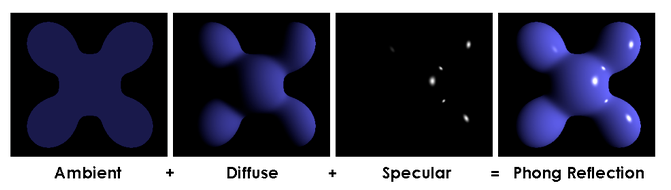 Ambient + Diffuse + Specular = Phong Reflection